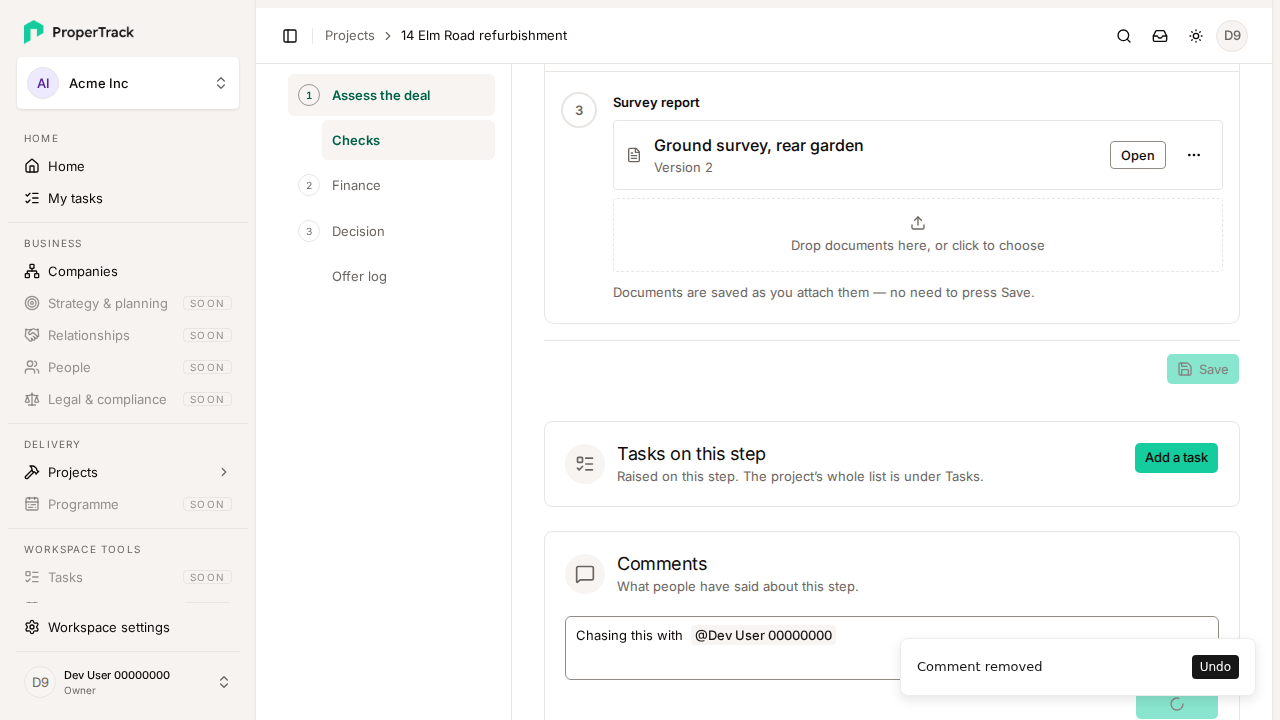 ProperTrack
AI
Acme Inc
HOME
Home
My tasks
BUSINESS
Companies
Strategy & planning
SOON
Relationships
SOON
People
SOON
Legal & compliance
SOON
DELIVERY
Projects
Programme
SOON
WORKSPACE TOOLS
Tasks
SOON
Workspace settings
D9
Dev User 00000000
Owner
Projects
14 Elm Road refurbishment
D9
1
Assess the deal
Checks
2
Finance
3
Decision
Offer log
3
Survey report
Ground survey, rear garden
Version 2
Open
Drop documents here, or click to choose
Documents are saved as you attach them — no need to press Save.
Save
Tasks on this step
Raised on this step. The project’s whole list is under Tasks.
Add a task
Comments
What people have said about this step.
Chasing this with @Dev User 00000000
Comment removed
Undo